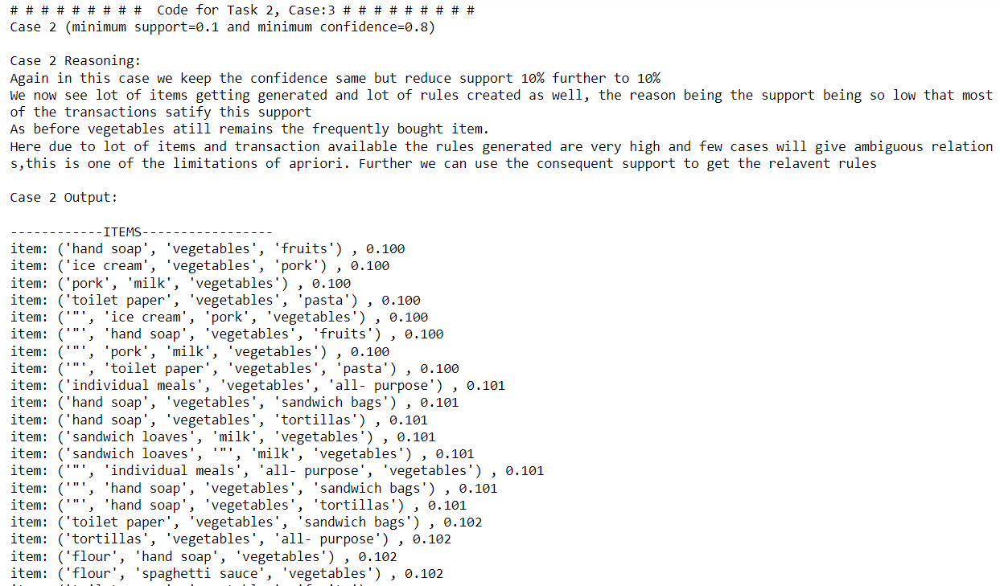 # # # # # # # # #  Code for Task 2, Case:3 # # # # # # # # #
Case 2 (minimum support=0.1 and minimum confidence=0.8)
Case 2 Reasoning:
Again in this case we keep the confidence same but reduce support 10% further to 10%
We now see lot of items getting generated and lot of rules created as well, the reason being the support being so low that most
of the transactions satify this support
As before vegetables atill remains the frequently bought item.
Here due to lot of items and transaction available the rules generated are very high and few cases will give ambiguous relation
s,this is one of the limitations of apriori. Further we can use the consequent support to get the relavent rules
Case 2 Output:
------------ITEMS-----------------
item: ('hand soap', 'vegetables', 'fruits') , 0.100
item: ('ice cream', 'vegetables', 'pork') , 0.100
item: ('pork', 'milk', 'vegetables') , 0.100
item: ('toilet paper', 'vegetables', 'pasta') , 0.100
item: ('"', 'ice cream', 'pork', 'vegetables') , 0.100
item: ('"', 'hand soap', 'vegetables', 'fruits') , 0.100
item: ('"', 'pork', 'milk', 'vegetables') , 0.100
item: ('"', 'toilet paper', 'vegetables', 'pasta') , 0.100
item: ('individual meals', 'vegetables', 'all- purpose') , 0.101
item: ('hand soap', 'vegetables', 'sandwich bags') , 0.101
item: ('hand soap', 'vegetables', 'tortillas') , 0.101
item: ('sandwich loaves', 'milk', 'vegetables') , 0.101
item: ('sandwich loaves', '"', 'milk', 'vegetables') , 0.101
item: ('"', 'individual meals', 'all- purpose', 'vegetables') , 0.101
item: ('"', 'hand soap', 'vegetables', 'sandwich bags') , 0.101
item: ('"', 'hand soap', 'vegetables', 'tortillas') , 0.101
item: ('toilet paper', 'vegetables', 'sandwich bags') , 0.102
item: ('tortillas', 'vegetables', 'all- purpose') , 0.102
item: ('flour', 'hand soap', 'vegetables') , 0.102
item: ('flour', 'spaghetti sauce', 'vegetables') , 0.102